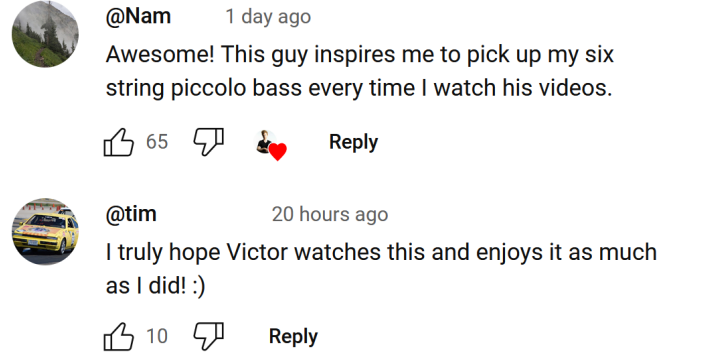 @Nam 1 day ago
Awesome! This guy inspires me to pick up my six
string piccolo bass every time I watch his videos.
65 Reply
@tim 20 hours ago
I truly hope Victor watches this and enjoys it as much
as I did! :)
10 Reply